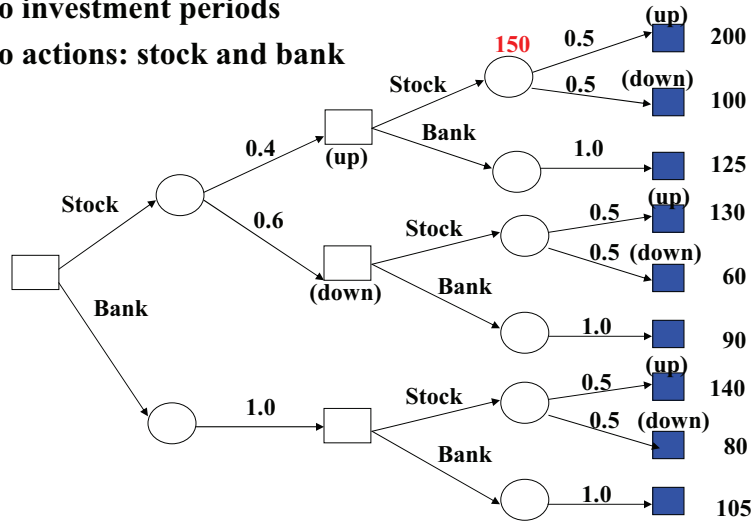 o investment periods
o actions: stock and bank
(up)
200
150
0.5
Stock
0.5
(down)
100
0.4
(up)
Bank
1.0
125
(up)
130
Stock
0.6
Stock
0.5
0.5
(down)
60
(down)
Bank
Bank
1.0
90
(up)
140
Stock
0.5
0.5
(down)
80
1.0
Bank
1.0
105